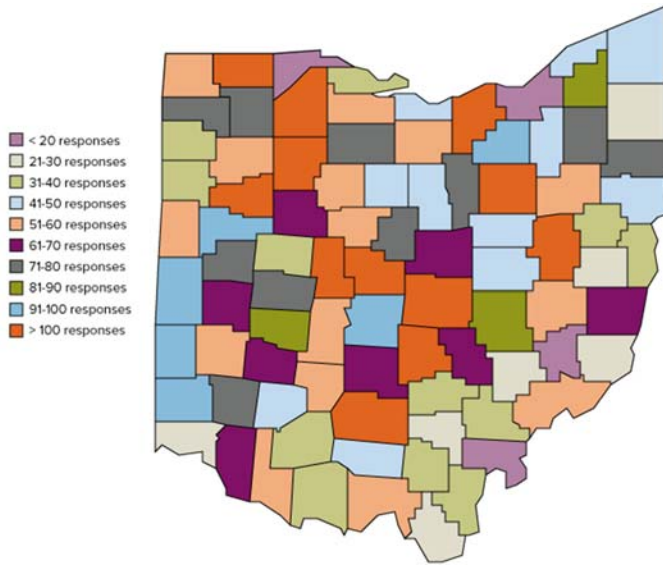 < 20 responses
21-30 responses
31-40 responses
41-50 responses
51-60 responses
61-70 responses
71-80 responses
81-90 responses
91-100 responses
> 100 responses